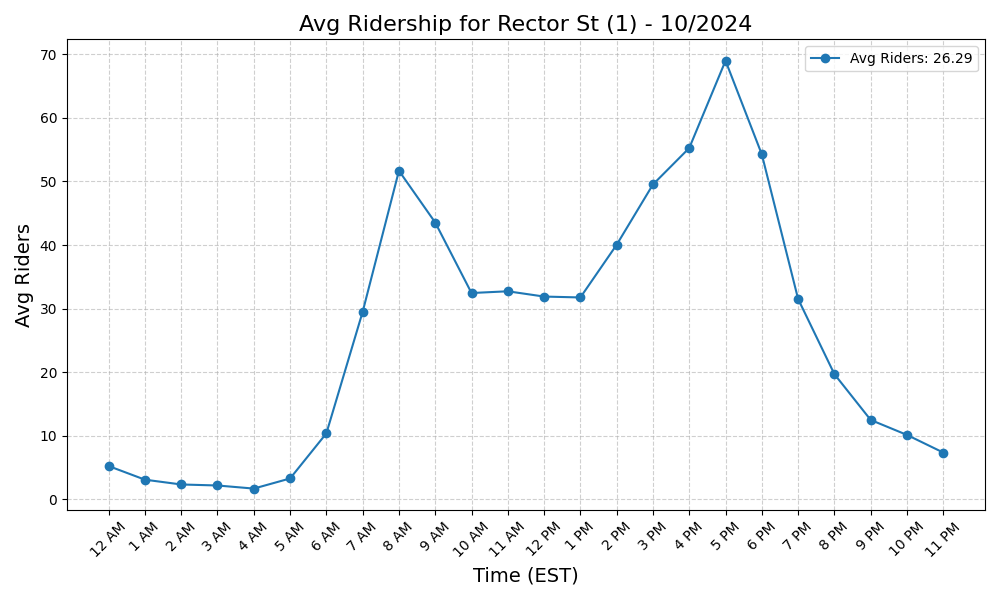 Avg Ridership for Rector St (1) - 10/2024
Avg Riders: 26.29
Avg Riders
70
60
50
40
30
20
10
0
12 AM
1 AM
2 AM
3 AM
4 AM
5 AM
6 AM
7 AM
8 AM
9 AM
10 AM
11 AM
12 PM
1 PM
2 PM
3 PM
4 PM
5 PM
6 PM
7 PM
8 PM
9 PM
10 PM
11 PM
Time (EST)